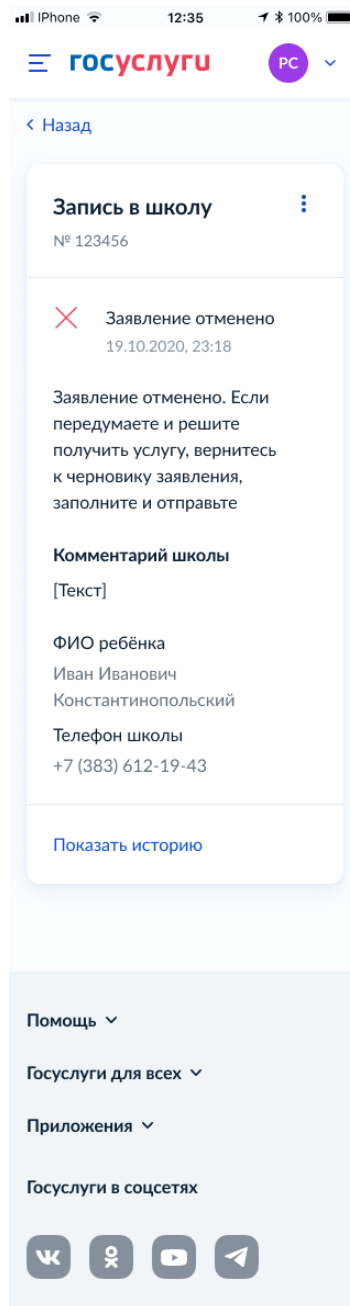 iPhone 12:35 100%
госуслуги РС
Назад
Запись в школу
№ 123456
Заявление отменено
19.10.2020, 23:18
Заявление отменено. Если
передумаете и решите
получить услугу, вернитесь
к черновику заявления,
заполните и отправьте
Комментарий школы
[Текст]
ФИО ребёнка
Иван Иванович
Константинопольский
Телефон школы
+7 (383) 612-19-43
Показать историю
Помощь
Госуслуги для всех
Приложения
Госуслуги в соцсетях